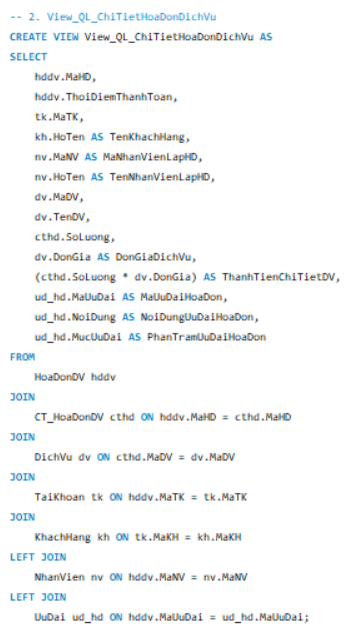 -- 2. View_QL_ChiTietHoaDonDichVu
CREATE VIEW View_QL_ChiTietHoaDonDichVu AS
SELECT
hddv.MaHD,
hddv.ThoiDiemThanhToan,
tk.MaTK,
kh.HoTen AS TenKhachHang,
nv.MaNV AS MaNhanVienLapHD,
nv.HoTen AS TenNhanVienLapHD,
dv.MaDV,
dv.TenDV,
cthd.SoLuong,
dv.DonGia AS DonGiaDichVu,
(cthd.SoLuong * dv.DonGia) AS ThanhTienChiTietDV,
ud_hd.MaUuDai AS MaUuDaiHoaDon,
ud_hd.NoiDung AS NoiDungUuDaiHoaDon,
ud_hd.MucUuDai AS PhanTramUuDaiHoaDon
FROM
HoaDonDV hddv
JOIN
CT_HoaDonDV cthd ON hddv.MaHD = cthd.MaHD
JOIN
DichVu dv ON cthd.MaDV = dv.MaDV
JOIN
TaiKhoan tk ON hddv.MaTK = tk.MaTK
JOIN
KhachHang kh ON tk.MaKH = kh.MaKH
LEFT JOIN
NhanVien nv ON hddv.MaNV = nv.MaNV
LEFT JOIN
UuDai ud_hd ON hddv.MaUuDai = ud_hd.MaUuDai;